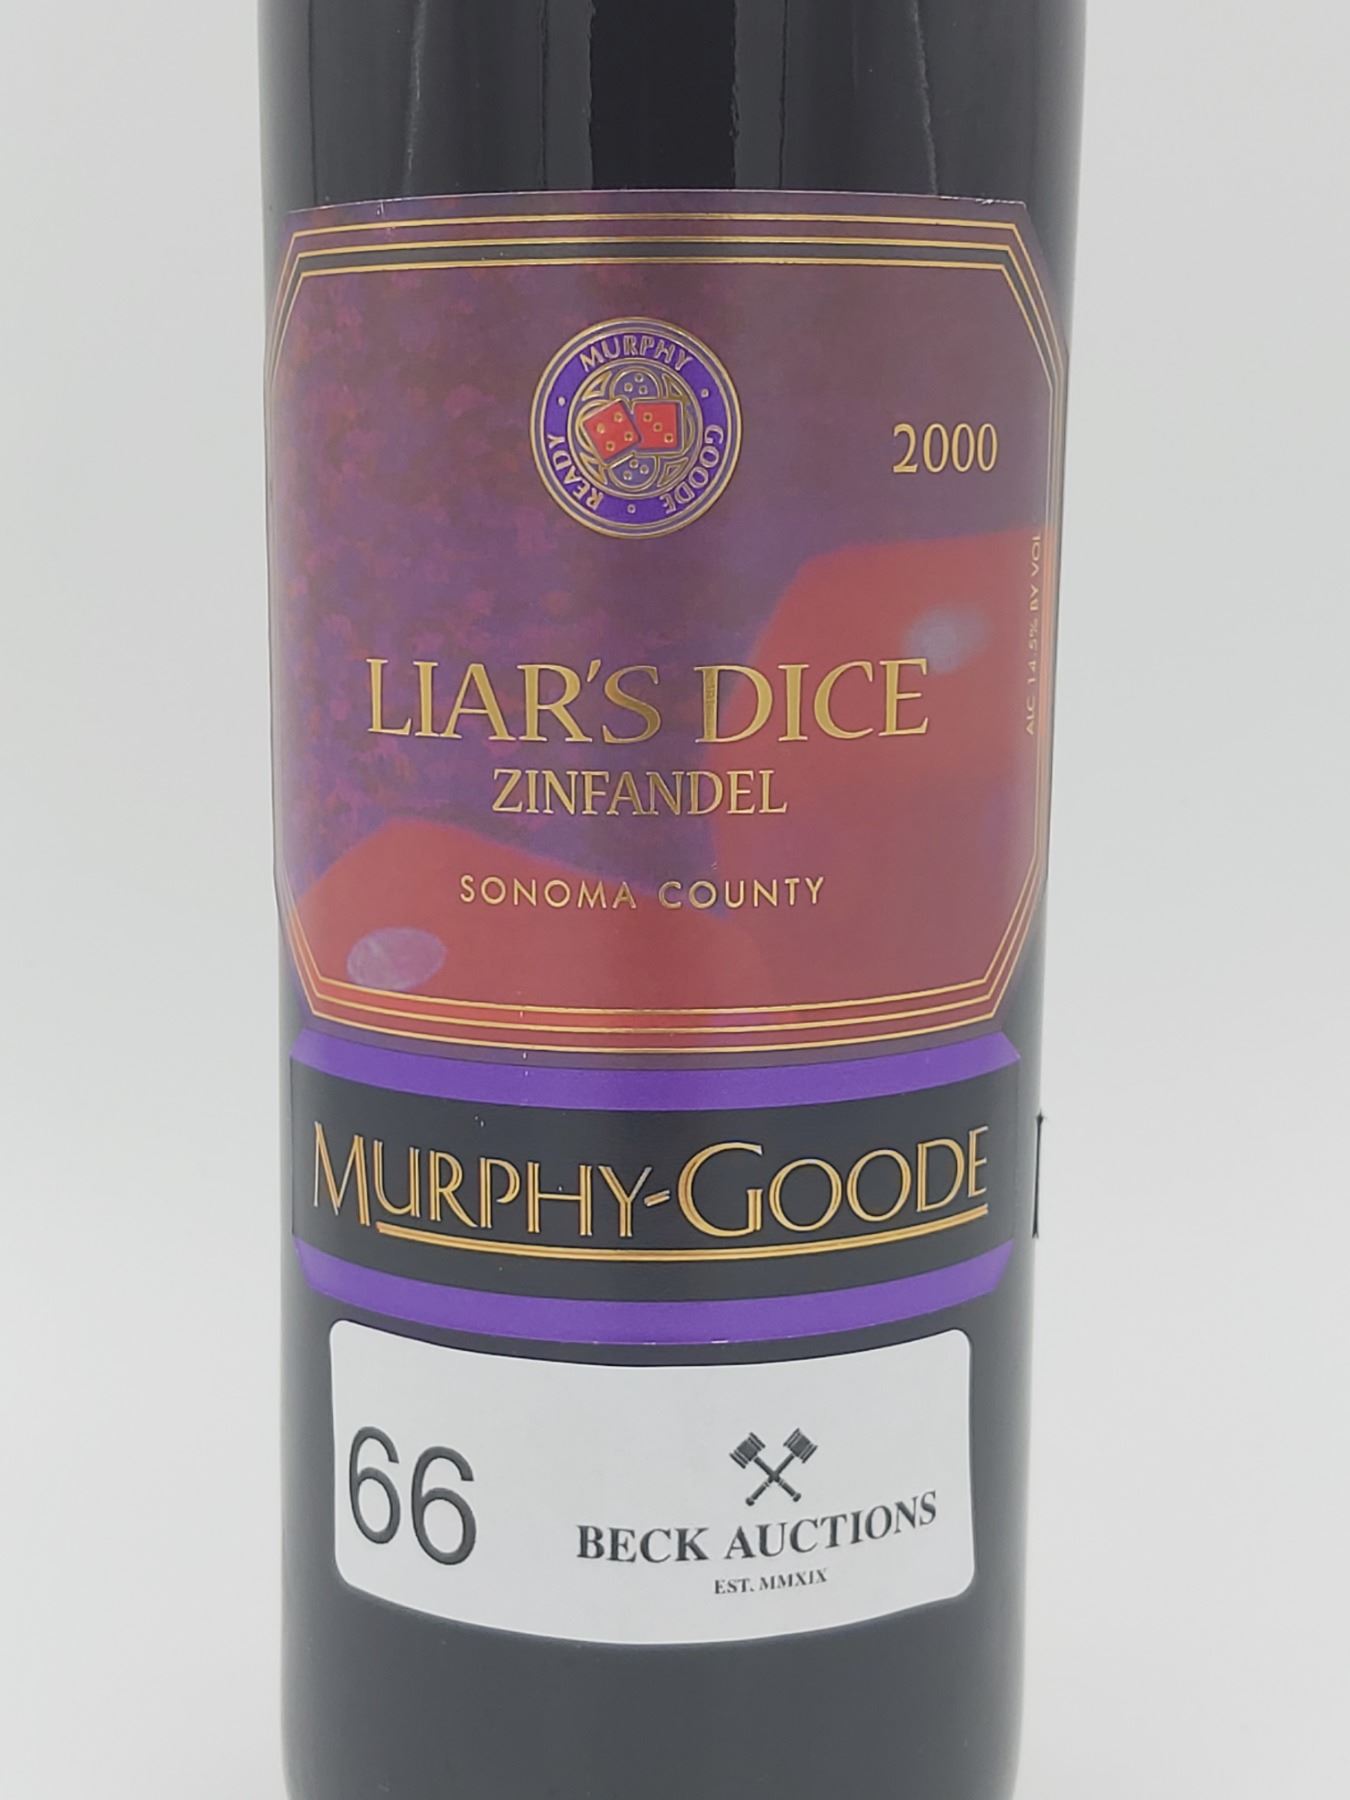 MURPHY
GOODE
READY
2000
ALC 14.5% BY VOL
LIAR'S DICE
ZINFANDEL
SONOMA COUNTY
MURPHY-GOODE
66
BECK AUCTIONS
EST. MMXIX